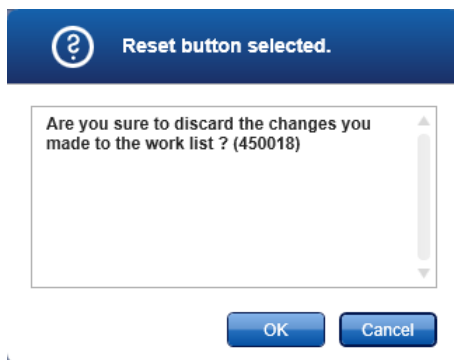 Reset button selected.
Are you sure to discard the changes you
made to the work list ? (450018)
OK Cancel